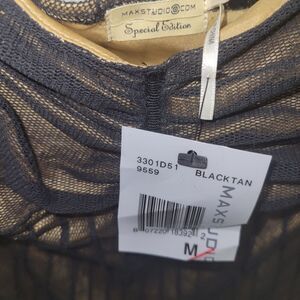 MAXSTUDIO.COM
Special Edition
3301D51
9559
BLACKTAN
MAXSTUDIO
M